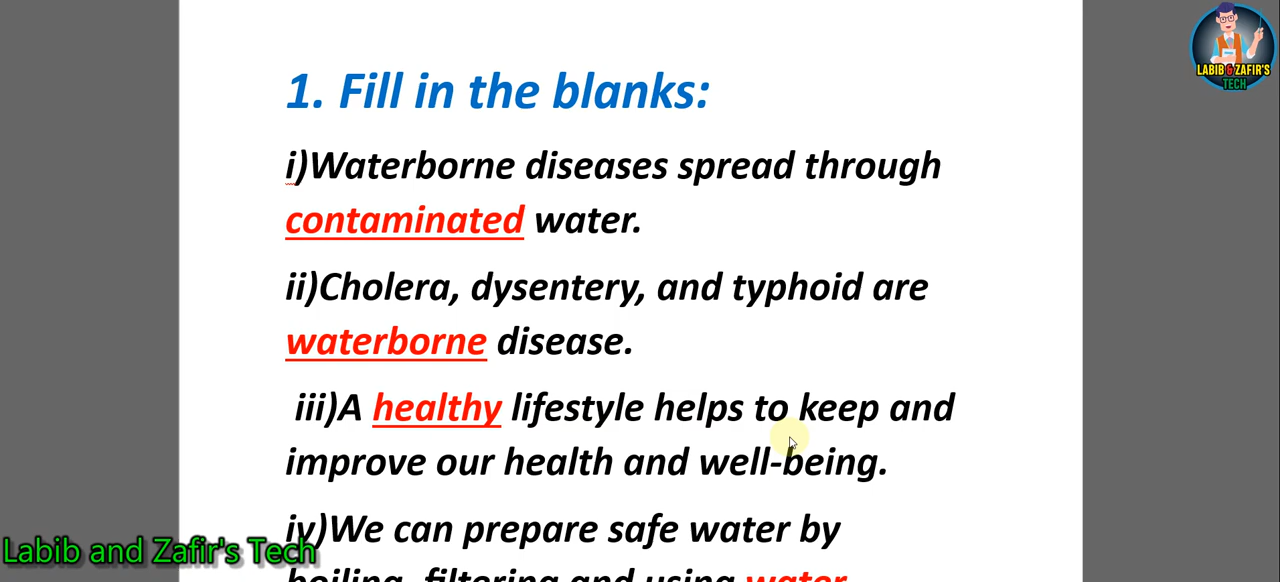 1. Fill in the blanks:
i)Waterborne diseases spread through
contaminated water.
ii)Cholera, dysentery, and typhoid are
waterborne disease.
iii)A healthy lifestyle helps to keep and
improve our health and well-being.
iv)We can prepare safe water by
boiling, filtering and using water
LABIB & ZAFIR'S
TECH
Labib and Zafir's Tech